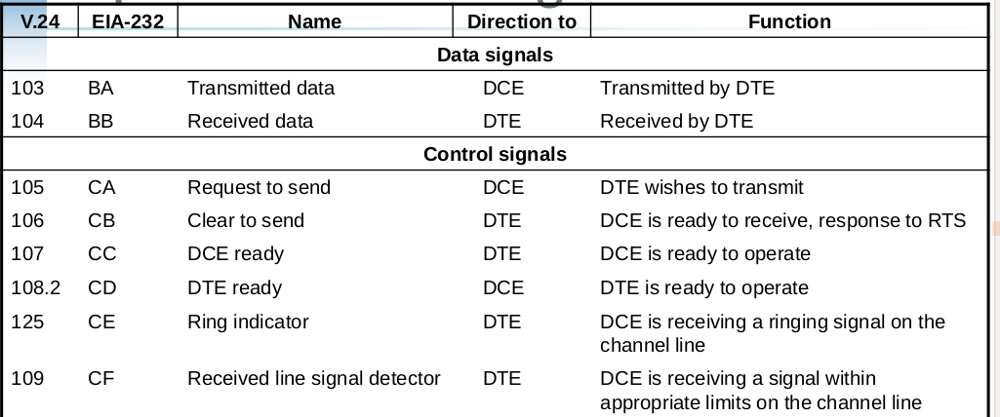 V.24 EIA-232 Name Direction to Function
Data signals
103 BA Transmitted data DCE Transmitted by DTE
104 BB Received data DTE Received by DTE
Control signals
105 CA Request to send DCE DTE wishes to transmit
106 CB Clear to send DTE DCE is ready to receive, response to RTS
107 CC DCE ready DTE DCE is ready to operate
108.2 CD DTE ready DCE DTE is ready to operate
125 CE Ring indicator DTE DCE is receiving a ringing signal on the
channel line
109 CF Received line signal detector DTE DCE is receiving a signal within
appropriate limits on the channel line